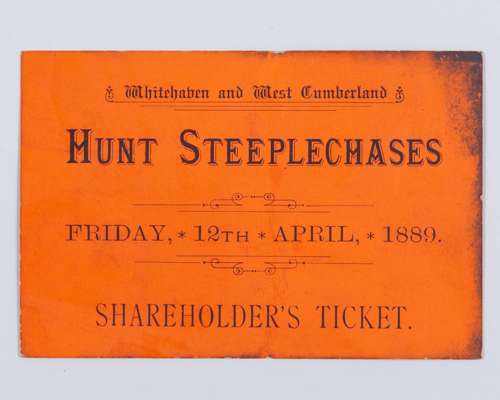 Whitehaven and West Cumberland
HUNT STEEPLECHASES
FRIDAY, * 12TH * APRIL, * 1889.
SHAREHOLDER'S TICKET.